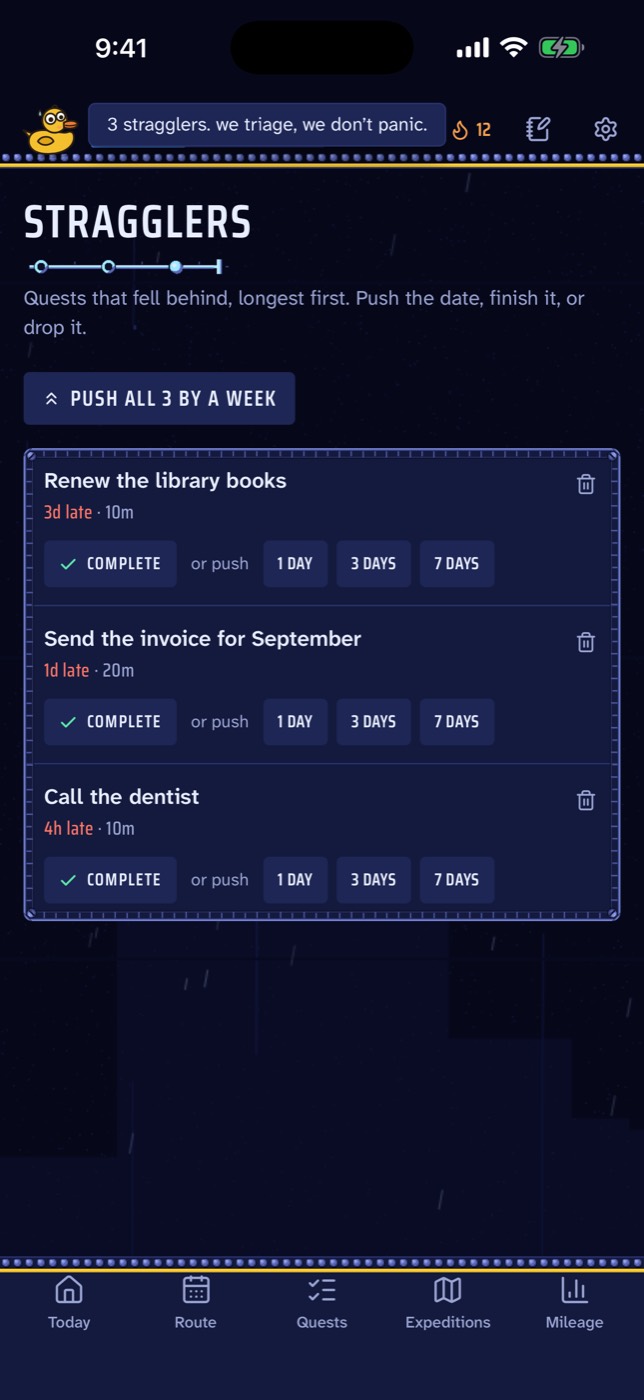 9:41
3 stragglers. we triage, we don’t panic.
12
STRAGGLERS
Quests that fell behind, longest first. Push the date, finish it, or
drop it.
PUSH ALL 3 BY A WEEK
Renew the library books
3d late · 10m
COMPLETE or push 1 DAY 3 DAYS 7 DAYS
Send the invoice for September
1d late · 20m
COMPLETE or push 1 DAY 3 DAYS 7 DAYS
Call the dentist
4h late · 10m
COMPLETE or push 1 DAY 3 DAYS 7 DAYS
Today Route Quests Expeditions Mileage